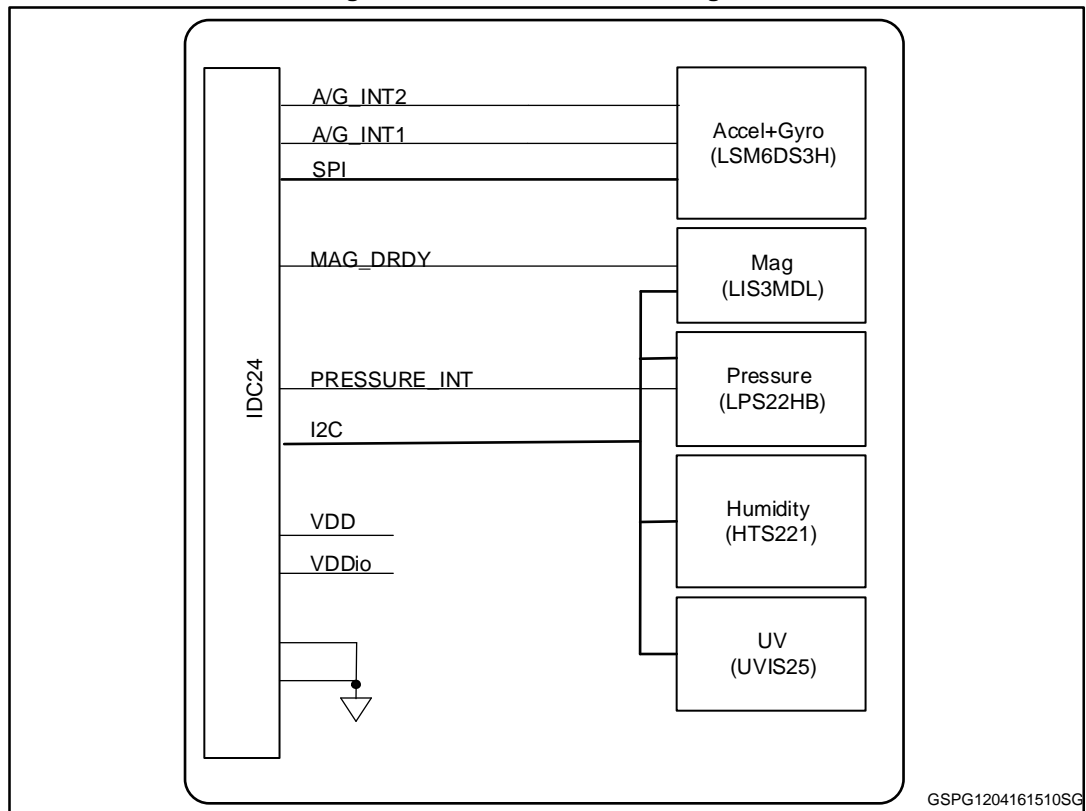 A/G_INT2
A/G_INT1
SPI
Accel+Gyro
(LSM6DS3H)
MAG_DRDY
Mag
(LIS3MDL)
IDC24
PRESSURE_INT
Pressure
(LPS22HB)
I2C
Humidity
(HTS221)
VDD
VDDio
UV
(UVIS25)
GSPG1204161510SG